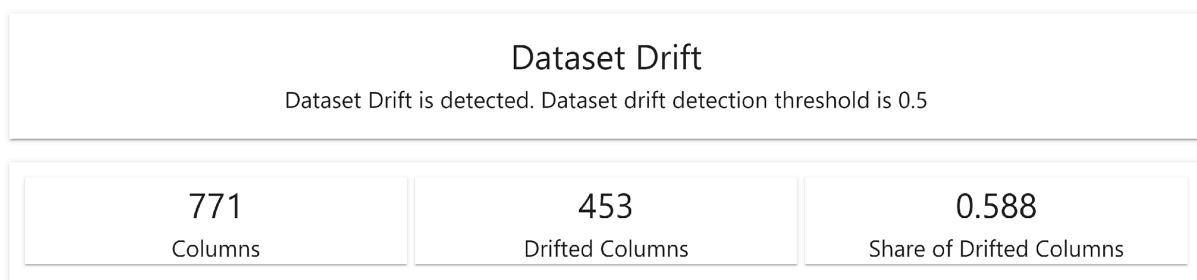 Dataset Drift
Dataset Drift is detected. Dataset drift detection threshold is 0.5
771
Columns
453
Drifted Columns
0.588
Share of Drifted Columns